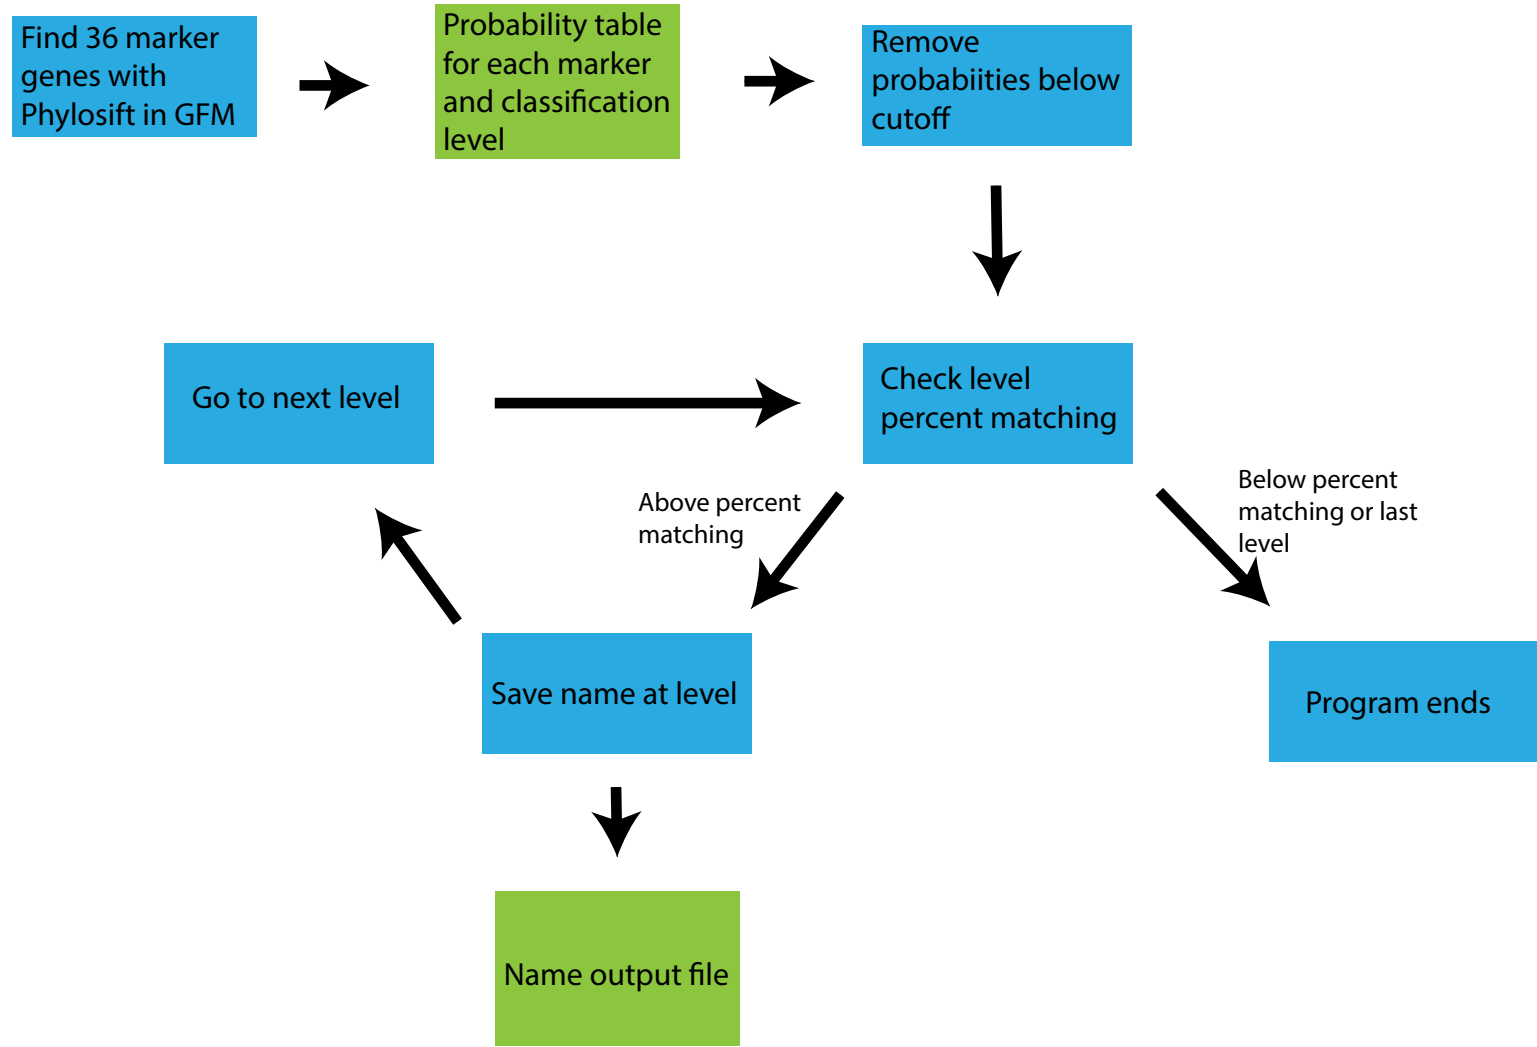 Find 36 marker
genes with
Phylosift in GFM
Probability table
for each marker
and classification
level
Remove
probabiities below
cutoff
Go to next level
Check level
percent matching
Above percent
matching
Below percent
matching or last
level
Save name at level
Program ends
Name output file